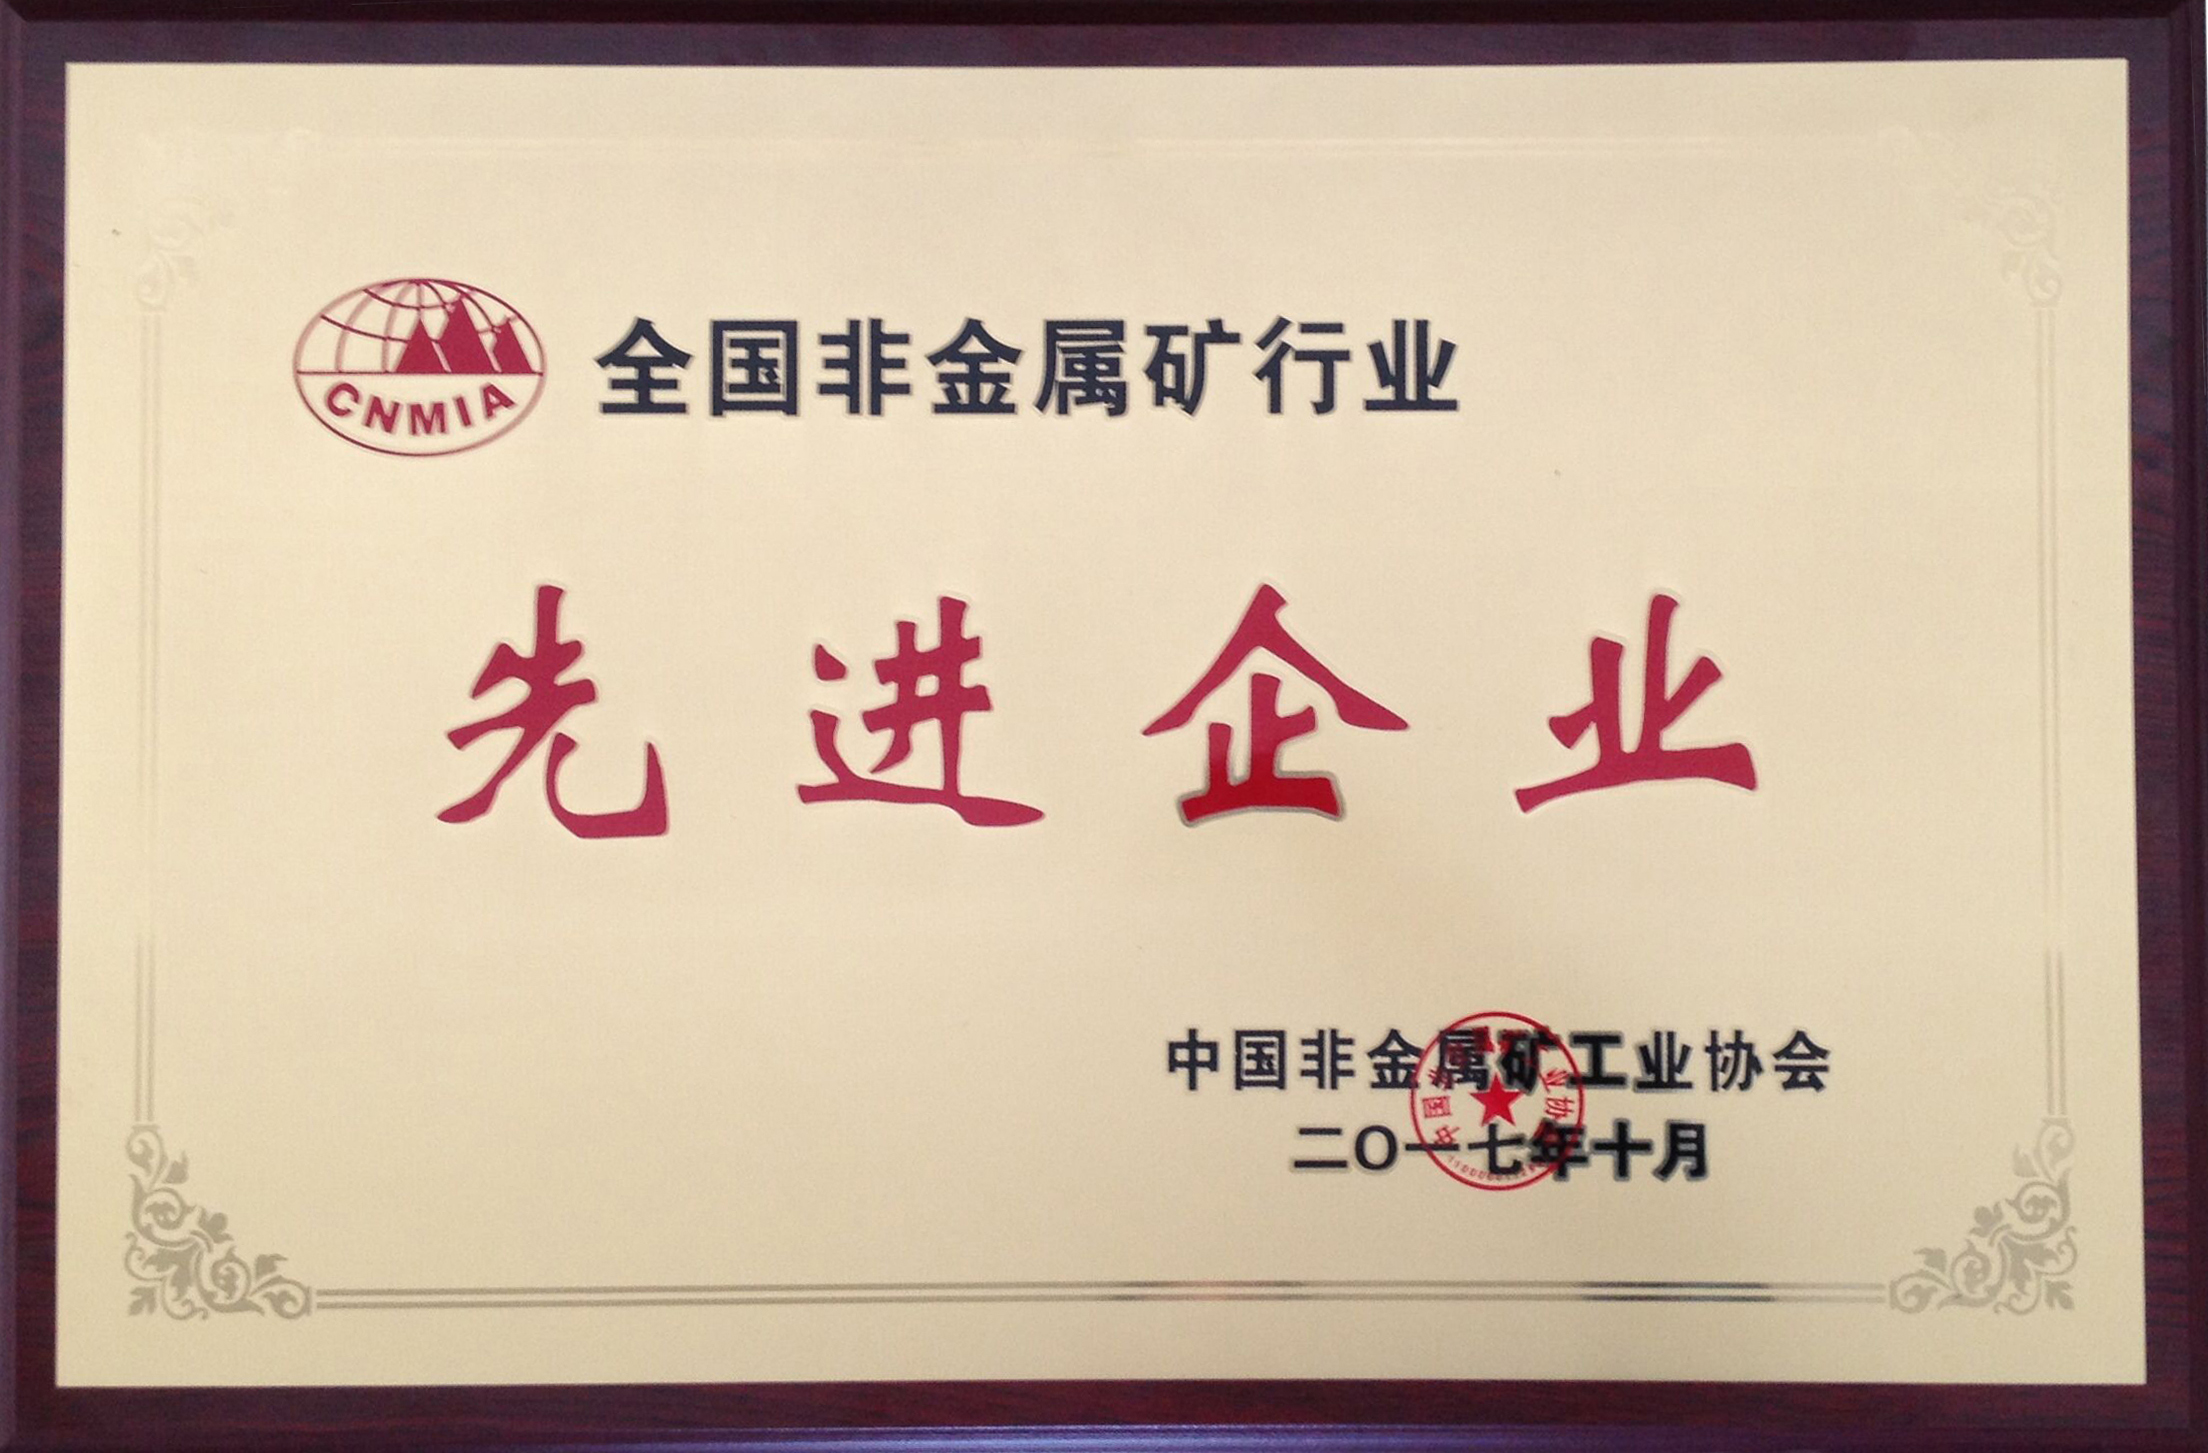 CNMIA
全国非金属矿行业
先进企业
中国非金属矿工业协会
二〇一七年十月